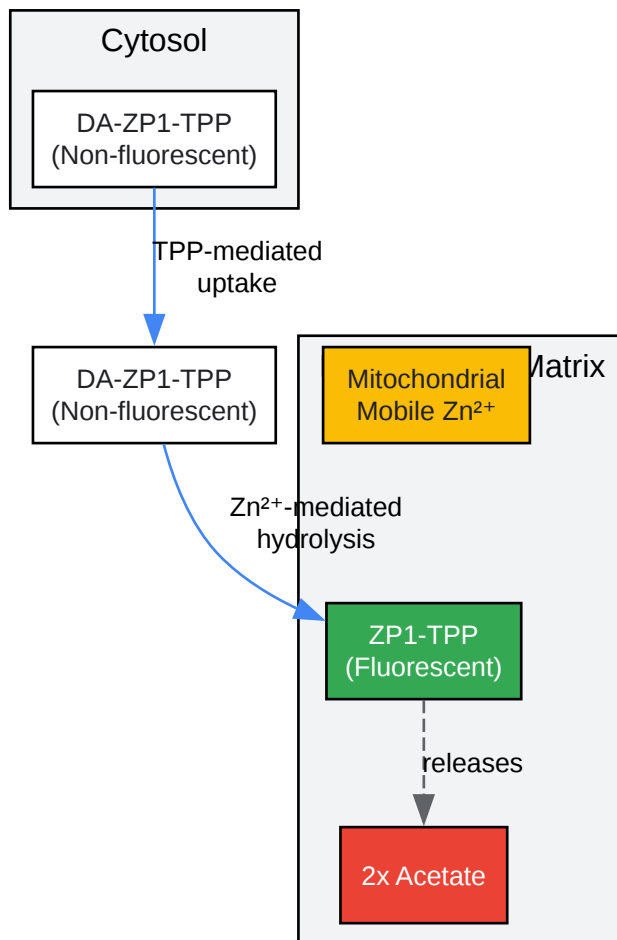 Cytosol
DA-ZP1-TPP
(Non-fluorescent)
TPP-mediated
uptake
DA-ZP1-TPP
(Non-fluorescent)
Mitochondrial
Mobile Zn²⁺
Matrix
Zn²⁺-mediated
hydrolysis
ZP1-TPP
(Fluorescent)
releases
2x Acetate